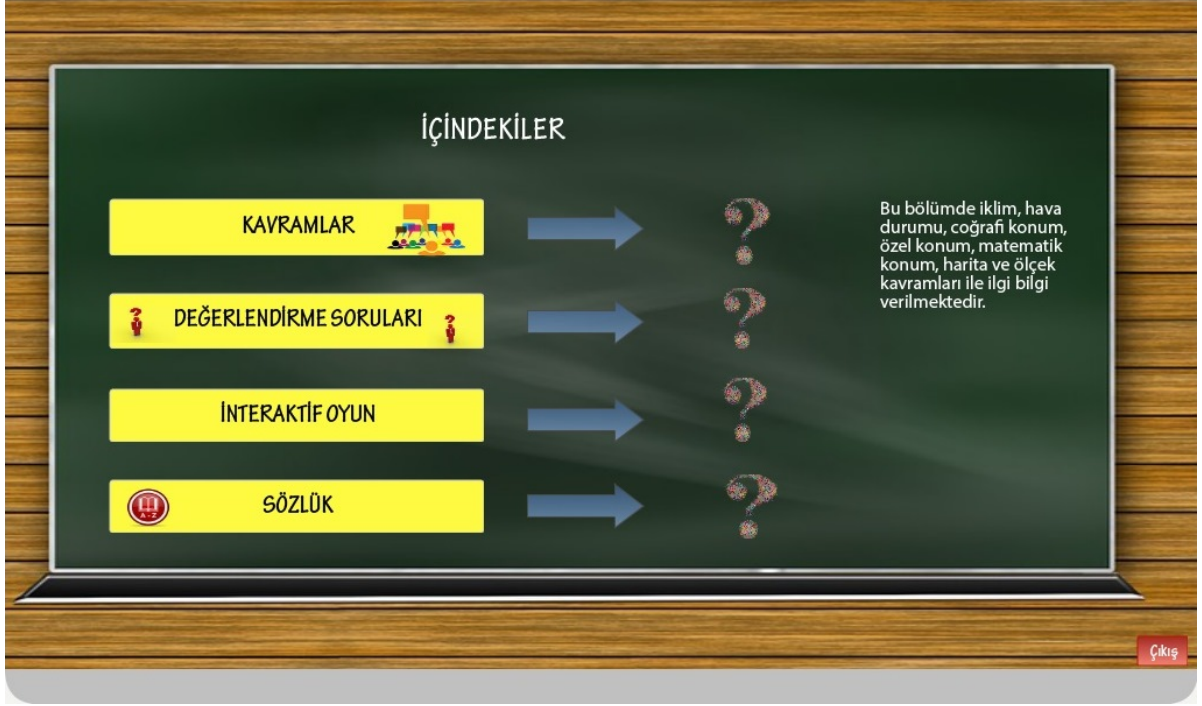 İÇİNDEKİLER
KAVRAMLAR
Bu bölümde iklim, hava
durumu, coğrafi konum,
özel konum, matematik
konum, harita ve ölçek
kavramları ile ilgi bilgi
verilmektedir.
DEĞERLENDİRME SORULARI
İNTERAKTİF OYUN
A-Z
SÖZLÜK
Çıkış